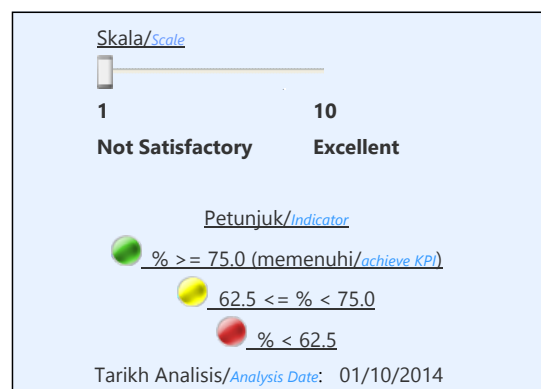 Skala/Scale
1 10
Not Satisfactory Excellent
Petunjuk/Indicator
% >= 75.0 (memenuhi/achieve KPI)
62.5 <= % < 75.0
% < 62.5
Tarikh Analisis/Analysis Date: 01/10/2014